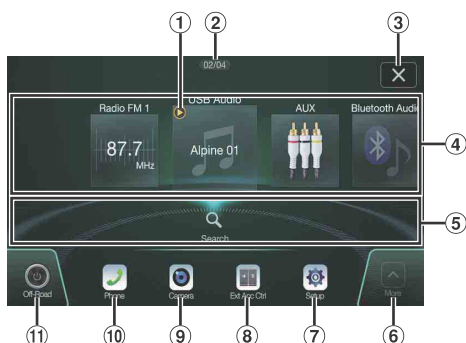 ① ② ③
02/04
Radio FM 1 USB Audio AUX Bluetooth Audi
87.7
MHz
Alpine 01
④
⑤
Search
Off-Road Phone Camera Ext Acc Ctrl Setup More
⑪ ⑩ ⑨ ⑧ ⑦ ⑥